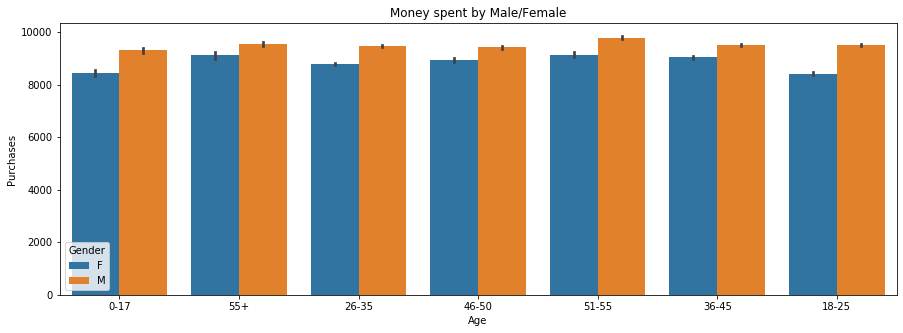 Money spent by Male/Female
Purchases
10000
8000
6000
4000
2000
0
Gender
F
M
0-17 55+ 26-35 46-50 51-55 36-45 18-25
Age